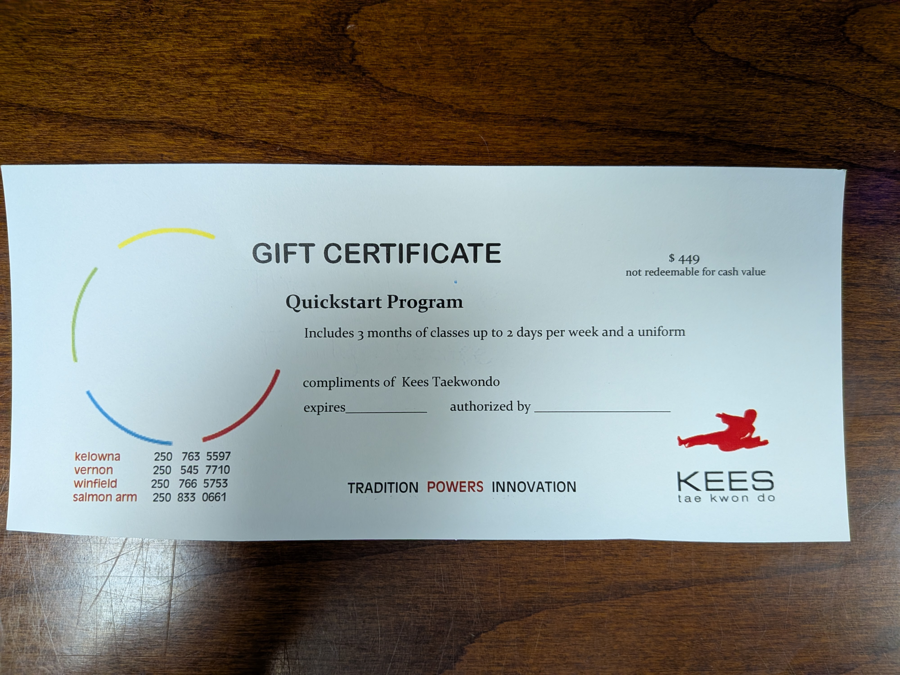 GIFT CERTIFICATE
$ 449
not redeemable for cash value
Quickstart Program
Includes 3 months of classes up to 2 days per week and a uniform
compliments of Kees Taekwondo
expires____________ authorized by ____________________
kelowna 250 763 5597
vernon 250 545 7710
winfield 250 766 5753
salmon arm 250 833 0661
TRADITION POWERS INNOVATION
KEES
tae kwon do